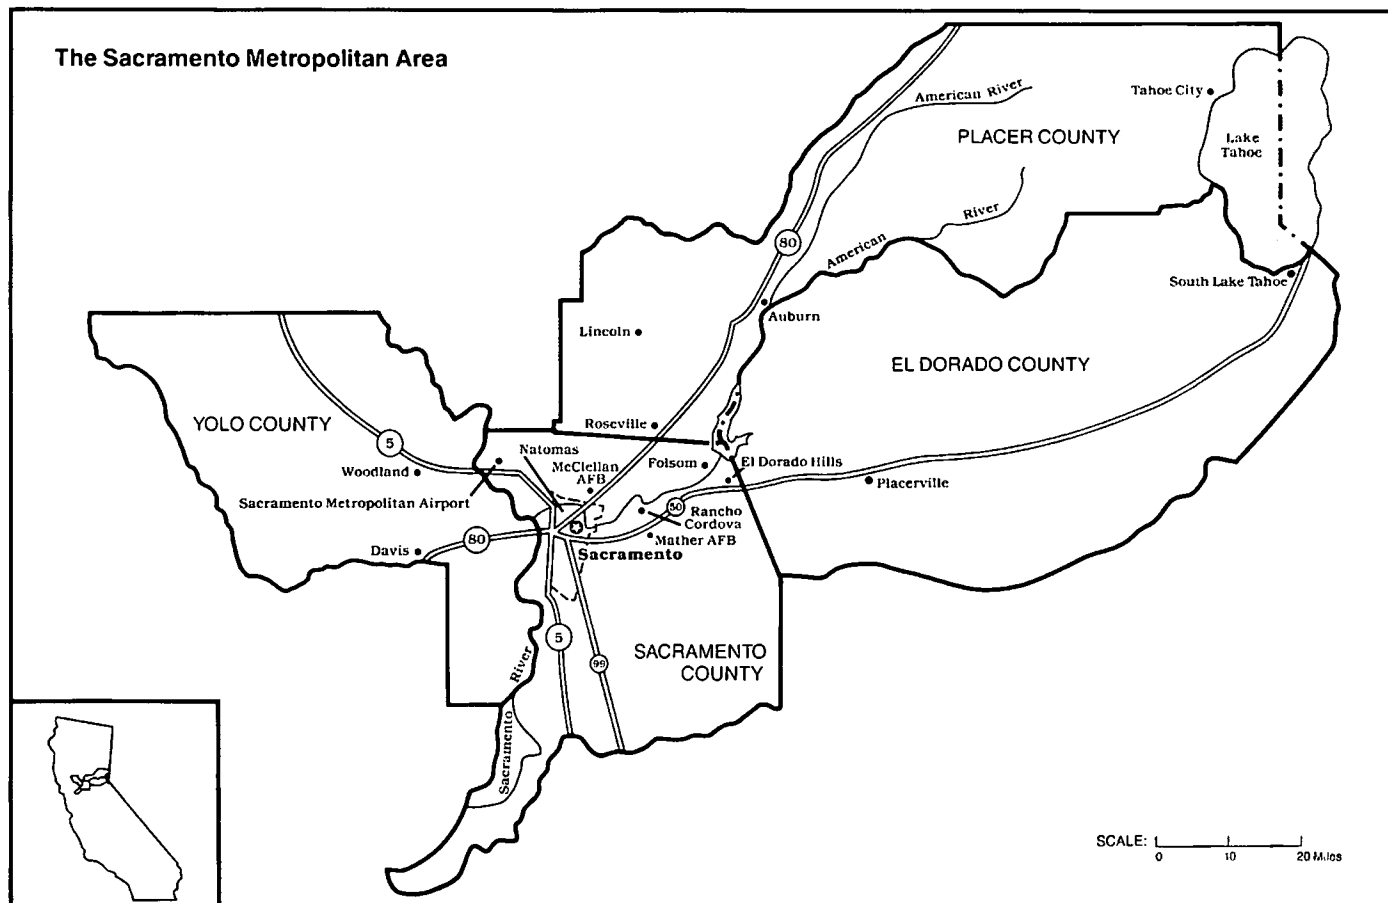 The Sacramento Metropolitan Area
American River
Tahoe City
PLACER COUNTY
Lake
Tahoe
River
American
80
South Lake Tahoe
Auburn
Lincoln
EL DORADO COUNTY
YOLO COUNTY
Roseville
5
Natomas
McClellan
AFB
Folsom
El Dorado Hills
Woodland
Placerville
Sacramento Metropolitan Airport
50
Rancho
Cordova
80
Mather AFB
Davis
Sacramento
5
99
SACRAMENTO
COUNTY
River
Sacramento
SCALE:
0 10 20 Miles